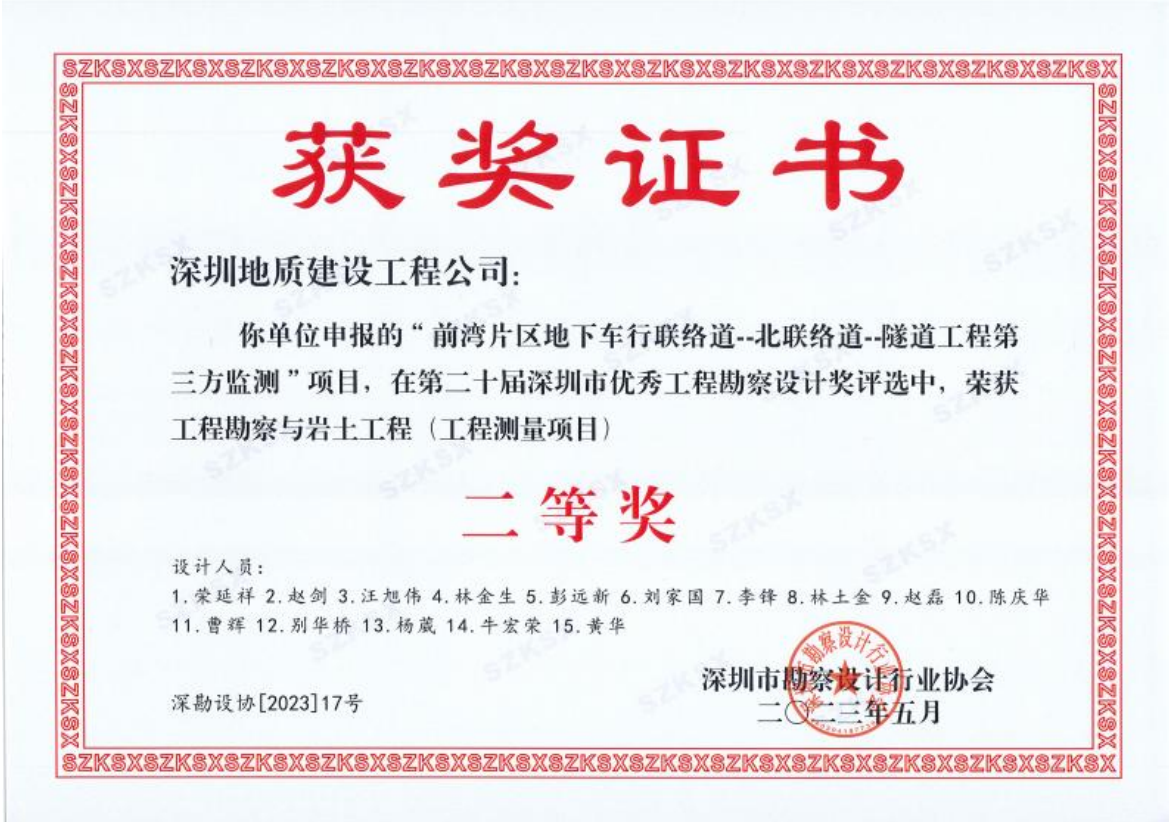 SZKSXSZKSXSZKSXSZKSXSZKSXSZKSXSZKSXSZKSXSZKSXSZKSXSZKSXSZKSXSZKSX
获奖证书
深圳地质建设工程公司：
你单位申报的“前湾片区地下车行联络道--北联络道--隧道工程第
三方监测”项目，在第二十届深圳市优秀工程勘察设计奖评选中，荣获
工程勘察与岩土工程（工程测量项目）
二等奖
设计人员：
1.荣延祥 2.赵剑 3.汪旭伟 4.林金生 5.彭远新 6.刘家国 7.李锋 8.林土金 9.赵磊 10.陈庆华
11.曹辉 12.别华桥 13.杨葳 14.牛宏荣 15.黄华
深圳市勘察设计行业协会
二〇二三年五月
深勘设协[2023]17号
SZKSXSZKSXSZKSXSZKSXSZKSXSZKSXSZKSXSZKSXSZKSXSZKSXSZKSXSZKSXSZKSX